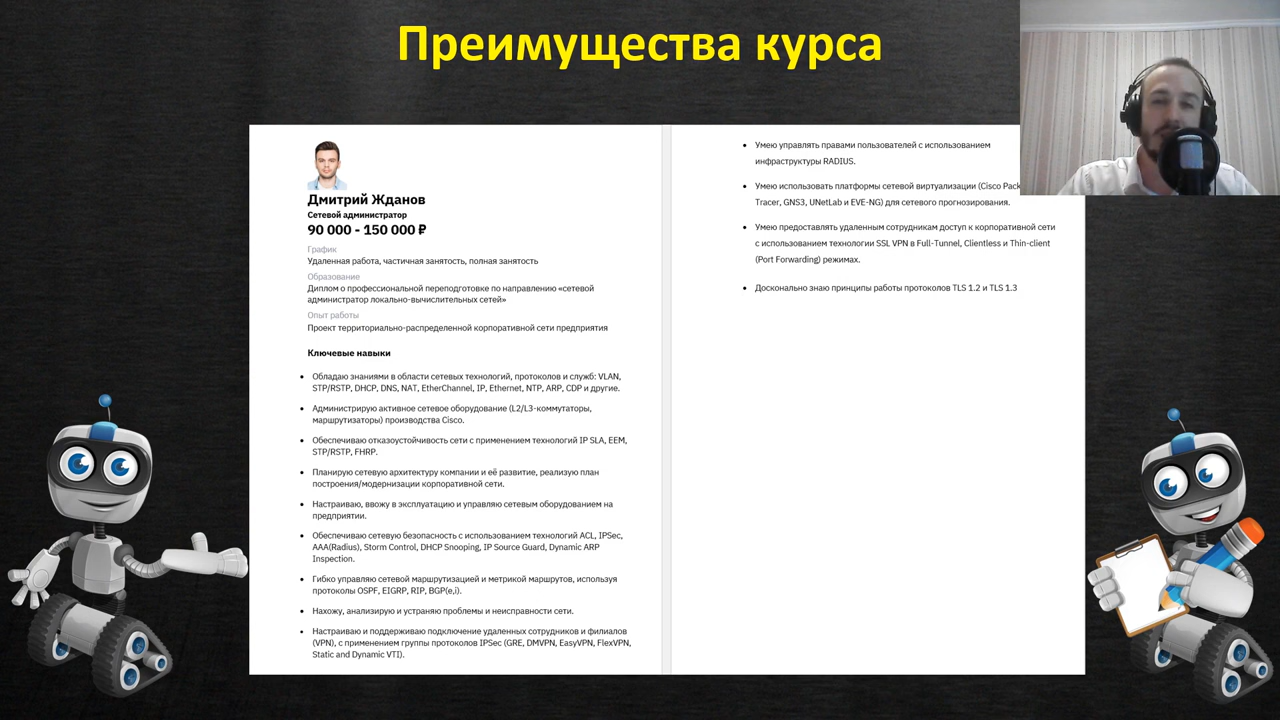 Преимущества курса
Дмитрий Жданов
Сетевой администратор
90 000 - 150 000 ₽
График
Удаленная работа, частичная занятость, полная занятость
Образование
Диплом о профессиональной переподготовке по направлению «сетевой
администратор локально-вычислительных сетей»
Опыт работы
Проект территориально-распределенной корпоративной сети предприятия
Ключевые навыки
• Обладаю знаниями в области сетевых технологий, протоколов и служб: VLAN,
STP/RSTP, DHCP, DNS, NAT, EtherChannel, IP, Ethernet, NTP, ARP, CDP и другие.
• Администрирую активное сетевое оборудование (L2/L3-коммутаторы,
маршрутизаторы) производства Cisco.
• Обеспечиваю отказоустойчивость сети с применением технологий IP SLA, EEM,
STP/RSTP, FHRP.
• Планирую сетевую архитектуру компании и её развитие, реализую план
построения/модернизации корпоративной сети.
• Настраиваю, ввожу в эксплуатацию и управляю сетевым оборудованием на
предприятии.
• Обеспечиваю сетевую безопасность с использованием технологий ACL, IPSec,
AAA(Radius), Storm Control, DHCP Snooping, IP Source Guard, Dynamic ARP
Inspection.
• Гибко управляю сетевой маршрутизацией и метрикой маршрутов, используя
протоколы OSPF, EIGRP, RIP, BGP(e,i).
• Нахожу, анализирую и устраняю проблемы и неисправности сети.
• Настраиваю и поддерживаю подключение удаленных сотрудников и филиалов
(VPN), с применением группы протоколов IPSec (GRE, DMVPN, EasyVPN, FlexVPN,
Static and Dynamic VTI).
• Умею управлять правами пользователей с использованием
инфраструктуры RADIUS.
• Умею использовать платформы сетевой виртуализации (Cisco Pack
Tracer, GNS3, UNetLab и EVE-NG) для сетевого прогнозирования.
• Умею предоставлять удаленным сотрудникам доступ к корпоративной сети
с использованием технологии SSL VPN в Full-Tunnel, Clientless и Thin-client
(Port Forwarding) режимах.
• Досконально знаю принципы работы протоколов TLS 1.2 и TLS 1.3